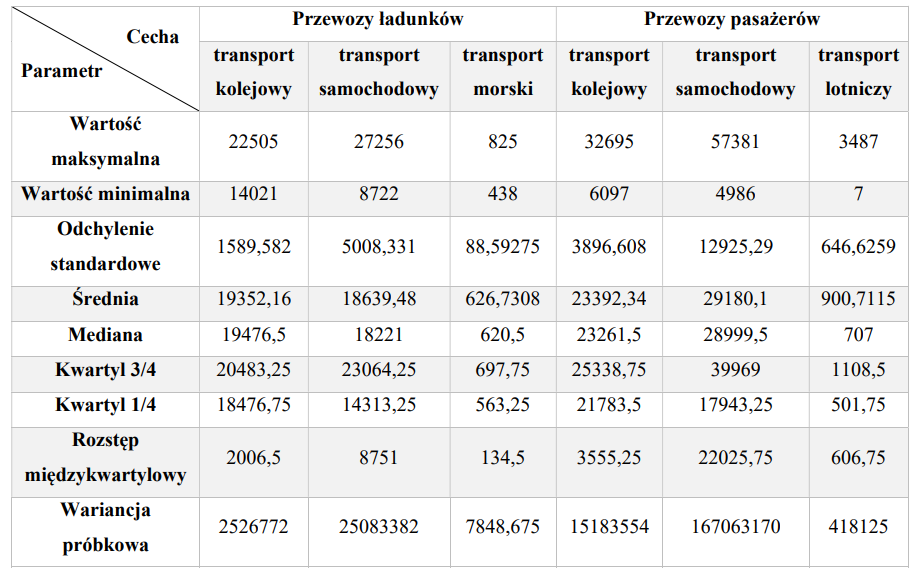 Cecha
Parametr
Przewozy ładunków Przewozy pasażerów
transport kolejowy transport samochodowy transport morski transport kolejowy transport samochodowy transport lotniczy
Wartość maksymalna 22505 27256 825 32695 57381 3487
Wartość minimalna 14021 8722 438 6097 4986 7
Odchylenie standardowe 1589,582 5008,331 88,59275 3896,608 12925,29 646,6259
Średnia 19352,16 18639,48 626,7308 23392,34 29180,1 900,7115
Mediana 19476,5 18221 620,5 23261,5 28999,5 707
Kwartyl 3/4 20483,25 23064,25 697,75 25338,75 39969 1108,5
Kwartyl 1/4 18476,75 14313,25 563,25 21783,5 17943,25 501,75
Rozstęp międzykwartylowy 2006,5 8751 134,5 3555,25 22025,75 606,75
Wariancja próbkowa 2526772 25083382 7848,675 15183554 167063170 418125